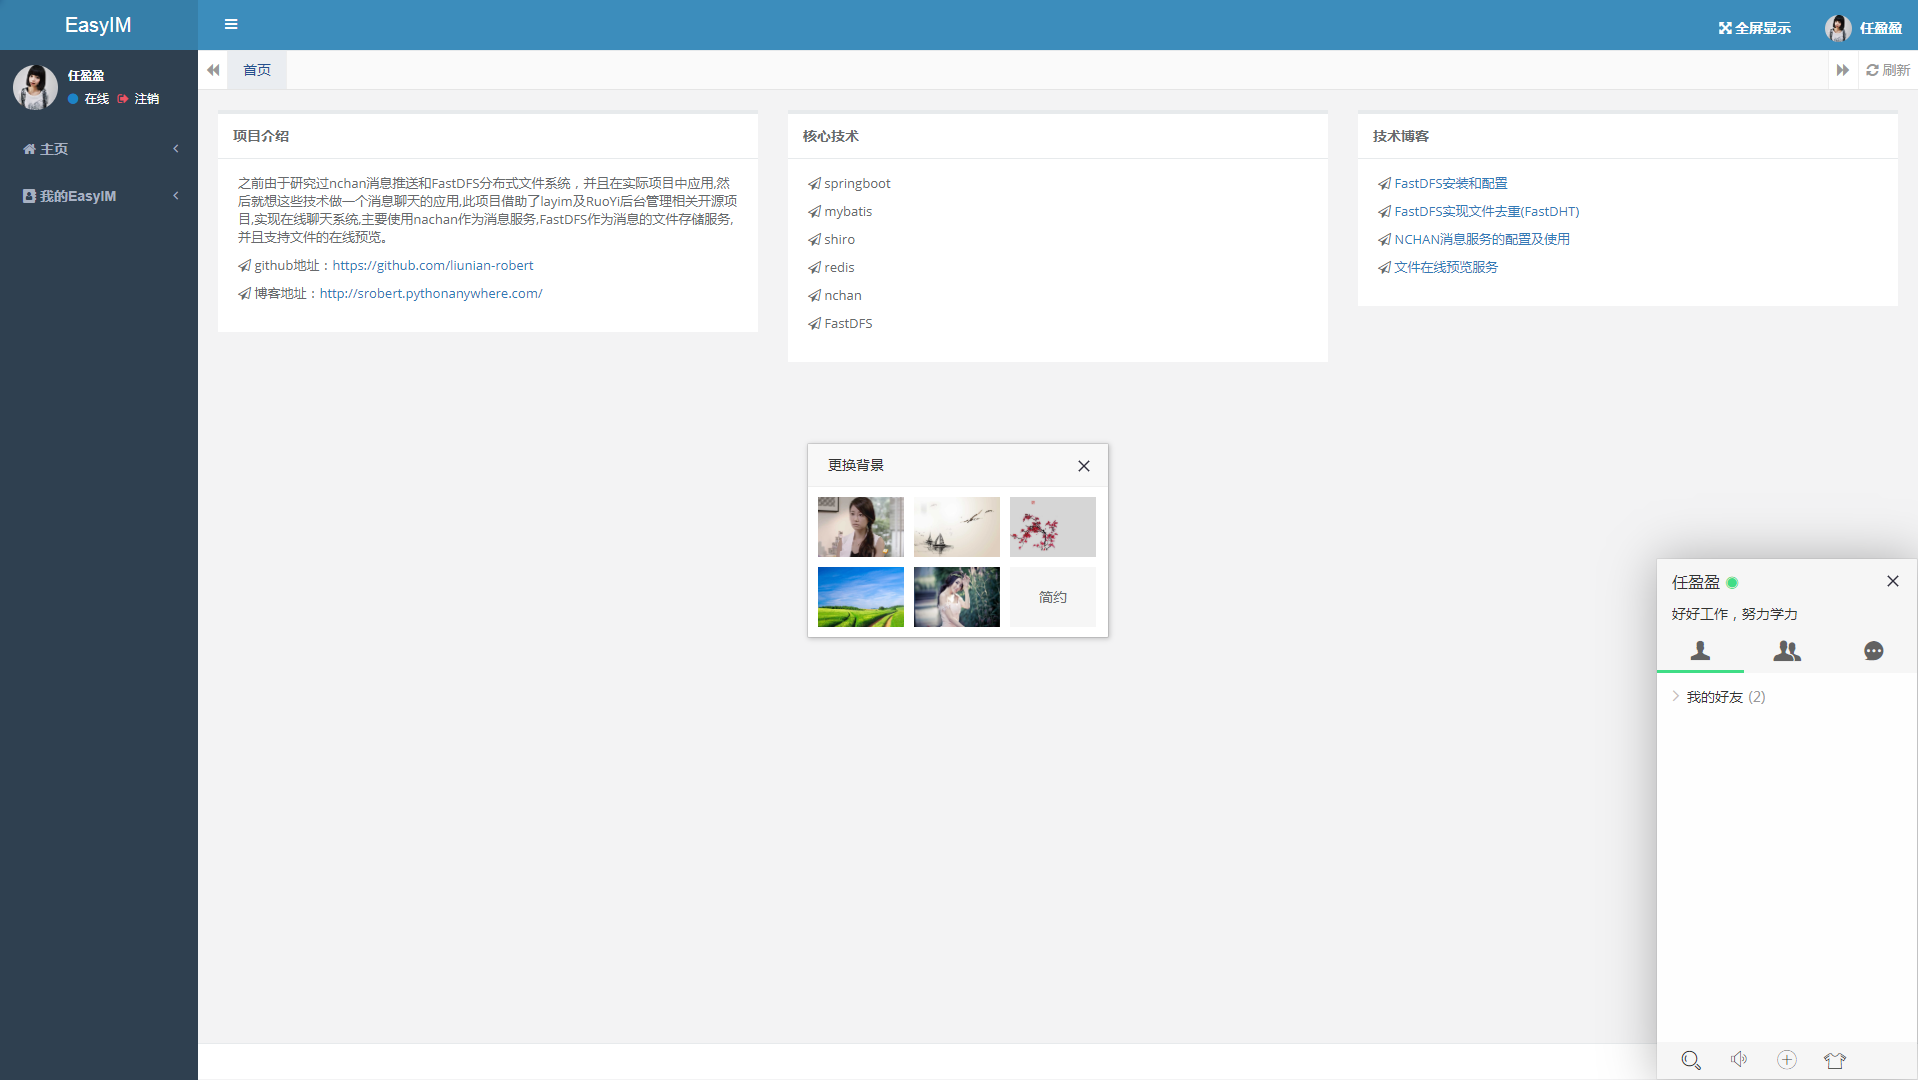 EasyIM
全屏显示
任盈盈
任盈盈
在线 注销
首页
刷新
主页
我的EasyIM
项目介绍
之前由于研究过nchan消息推送和FastDFS分布式文件系统，并且在实际项目中应用,然
后就想这些技术做一个消息聊天的应用,此项目借助了layim及RuoYi后台管理相关开源项
目,实现在线聊天系统,主要使用nachan作为消息服务,FastDFS作为消息的文件存储服务,
并且支持文件的在线预览。
github地址：https://github.com/liunian-robert
博客地址：http://srobert.pythonanywhere.com/
核心技术
springboot
mybatis
shiro
redis
nchan
FastDFS
技术博客
FastDFS安装和配置
FastDFS实现文件去重(FastDHT)
NCHAN消息服务的配置及使用
文件在线预览服务
更换背景
简约
任盈盈
好好工作，努力学力
我的好友 (2)